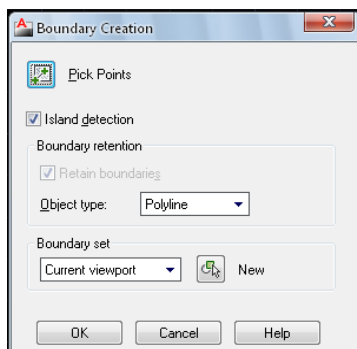 Boundary Creation
Pick Points
Island detection
Boundary retention
Retain boundaries
Object type: Polyline
Boundary set
Current viewport New
OK Cancel Help